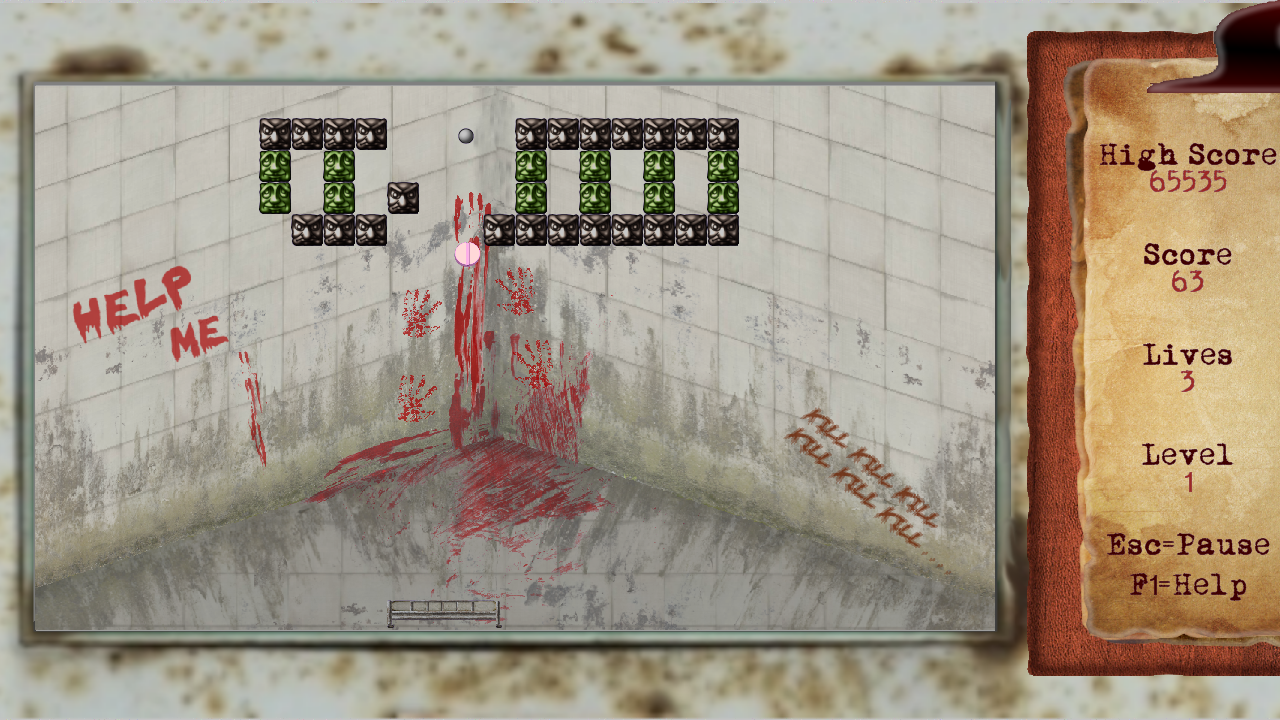 HELP
ME
KILL KILL KILL
KILL KILL KILL
High Score
65535
Score
63
Lives
3
Level
1
Esc=Pause
F1=Help